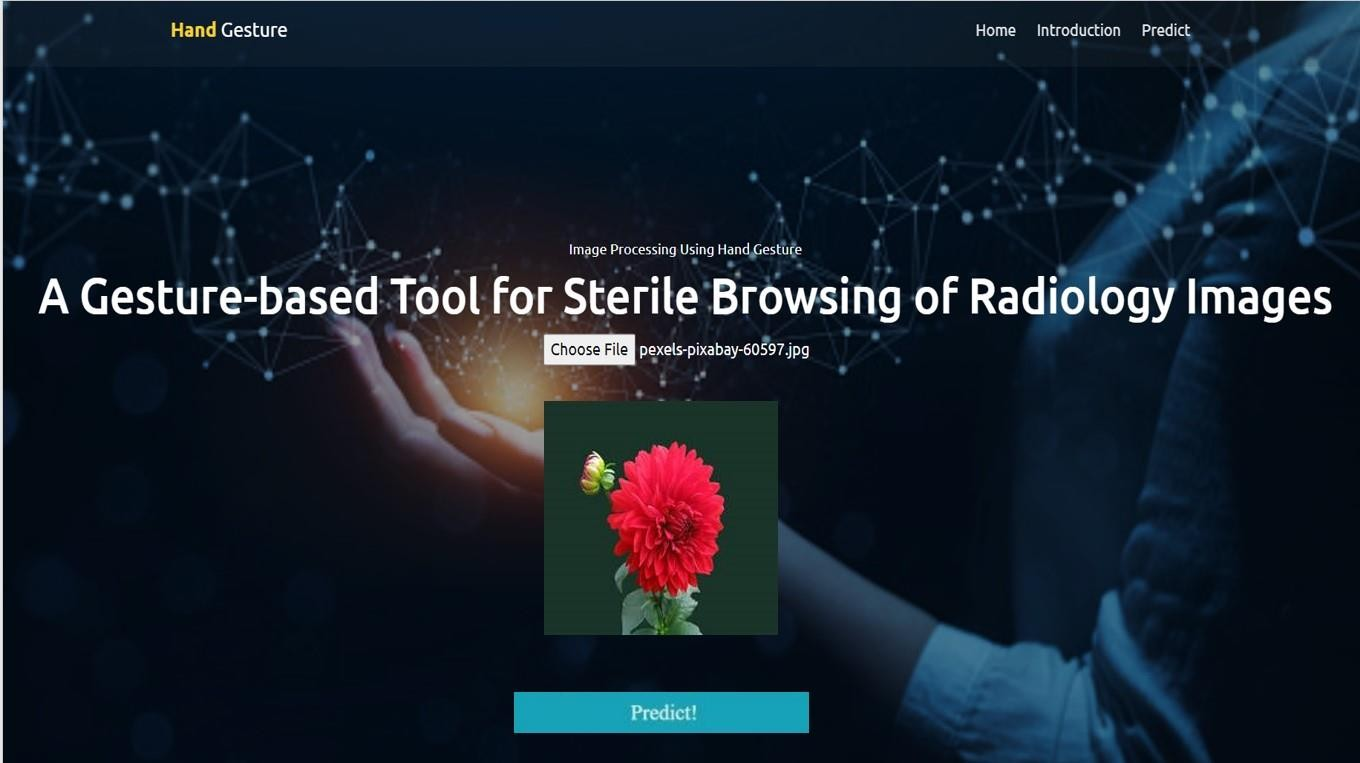 Hand Gesture
Home Introduction Predict
Image Processing Using Hand Gesture
A Gesture-based Tool for Sterile Browsing of Radiology Images
Choose File pexels-pixabay-60597.jpg
Predict!